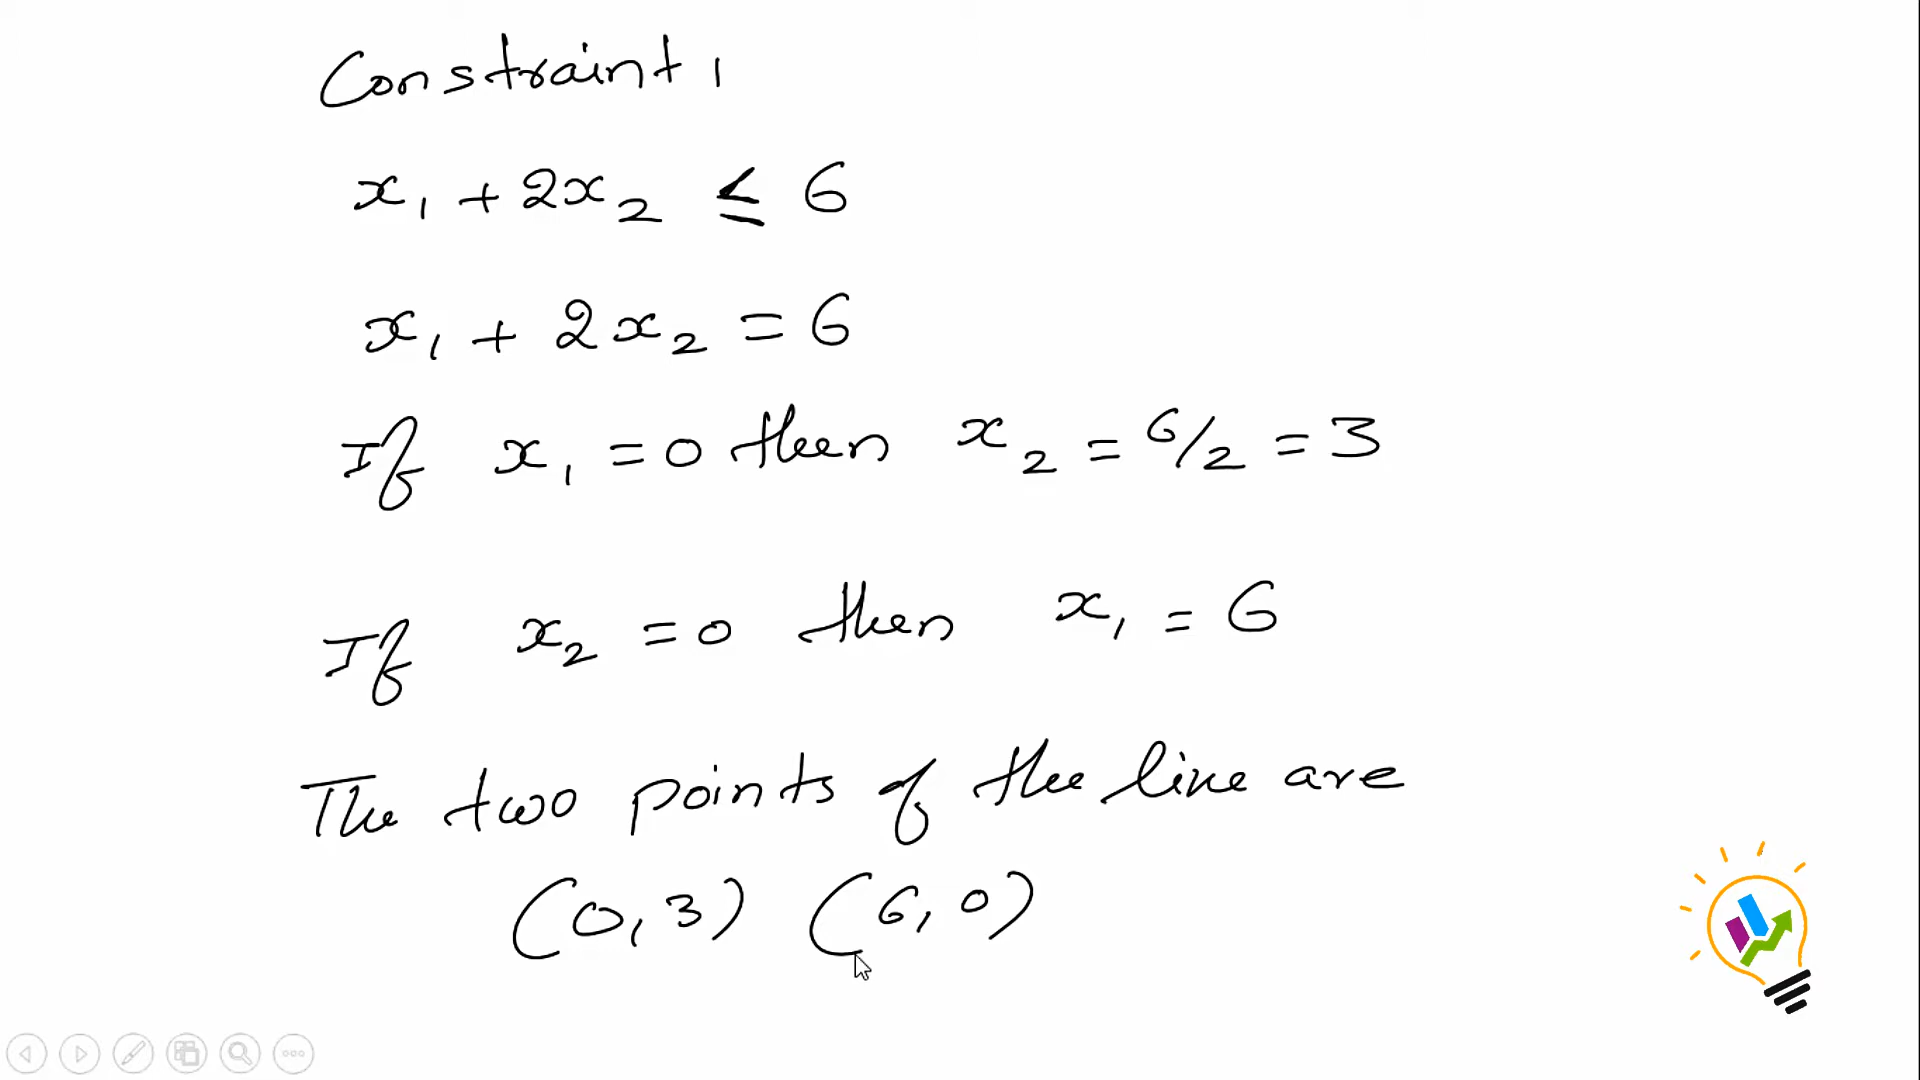 Constraint 1
x₁ + 2x₂ ≤ 6
x₁ + 2x₂ = 6
If x₁ = 0 then x₂ = 6/2 = 3
If x₂ = 0 then x₁ = 6
The two points of the line are
(0,3) (6,0)